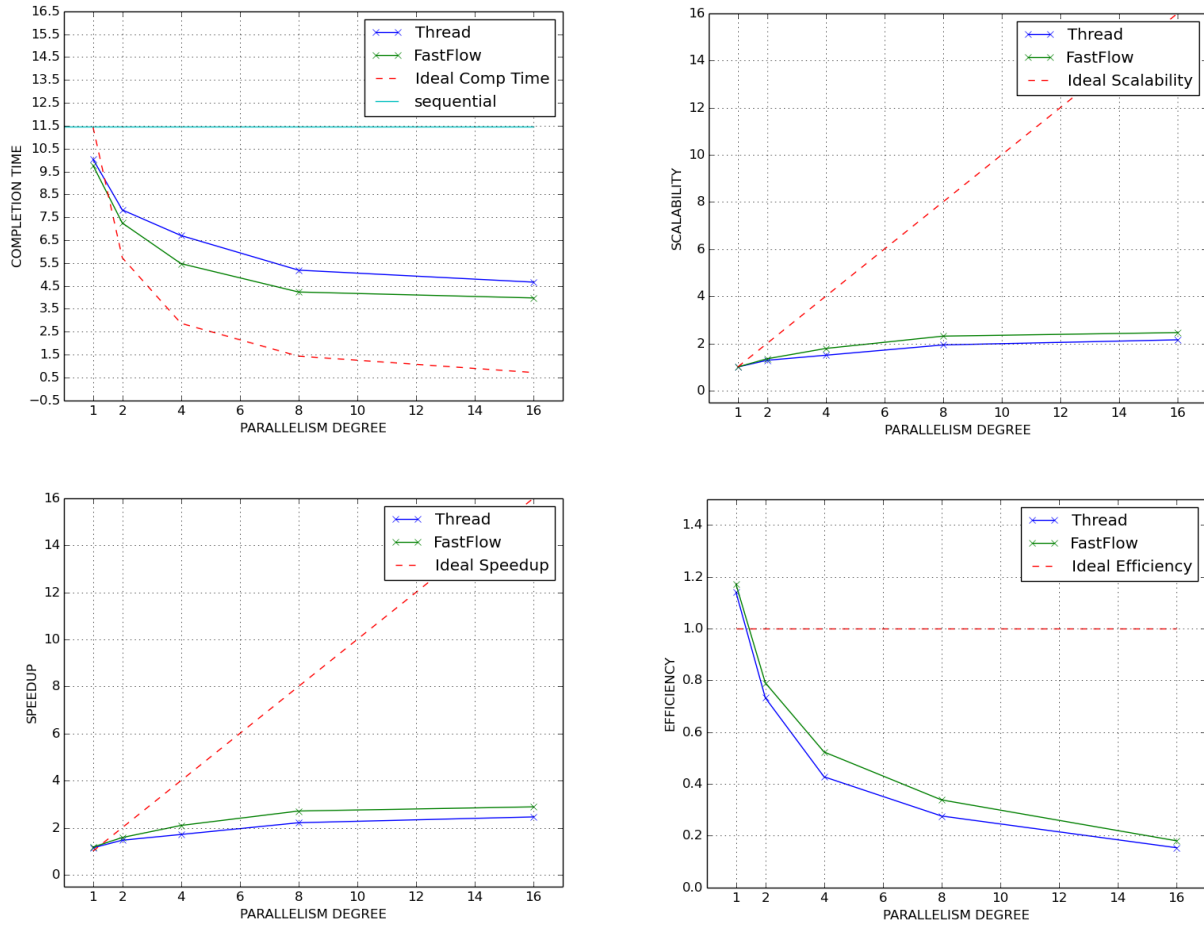 16.5
15.5
14.5
13.5
12.5
11.5
10.5
9.5
8.5
7.5
6.5
5.5
4.5
3.5
2.5
1.5
0.5
−0.5
COMPLETION TIME
Thread
FastFlow
Ideal Comp Time
sequential
1 2 4 6 8 10 12 14 16
PARALLELISM DEGREE
16
14
12
10
8
6
4
2
0
SCALABILITY
Thread
FastFlow
Ideal Scalability
1 2 4 6 8 10 12 14 16
PARALLELISM DEGREE
16
14
12
10
8
6
4
2
0
SPEEDUP
Thread
FastFlow
Ideal Speedup
1 2 4 6 8 10 12 14 16
PARALLELISM DEGREE
1.4
1.2
1.0
0.8
0.6
0.4
0.2
0.0
EFFICIENCY
Thread
FastFlow
Ideal Efficiency
1 2 4 6 8 10 12 14 16
PARALLELISM DEGREE